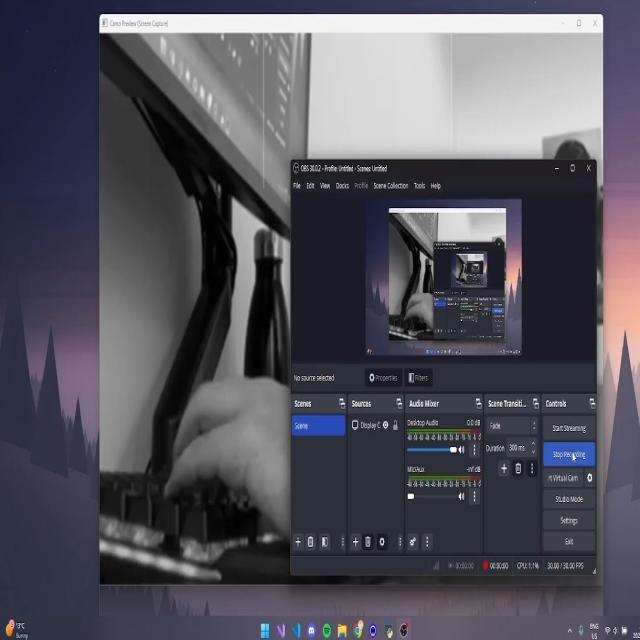 Camo Preview (Screen Capture)
OBS 30.0.2 - Profile: Untitled - Scenes: Untitled
File Edit View Docks Profile Scene Collection Tools Help
No source selected
Properties
Filters
Scenes
Scene
Sources
Display C
Audio Mixer
Desktop Audio 0.0 dB
Mic/Aux -inf dB
Scene Transiti...
Fade
Duration 300 ms
Controls
Start Streaming
Stop Recording
rt Virtual Cam
Studio Mode
Settings
Exit
00:00:00
00:00:00
CPU: 1.1%
30.00 / 30.00 FPS
13°C
Sunny
ENG
US